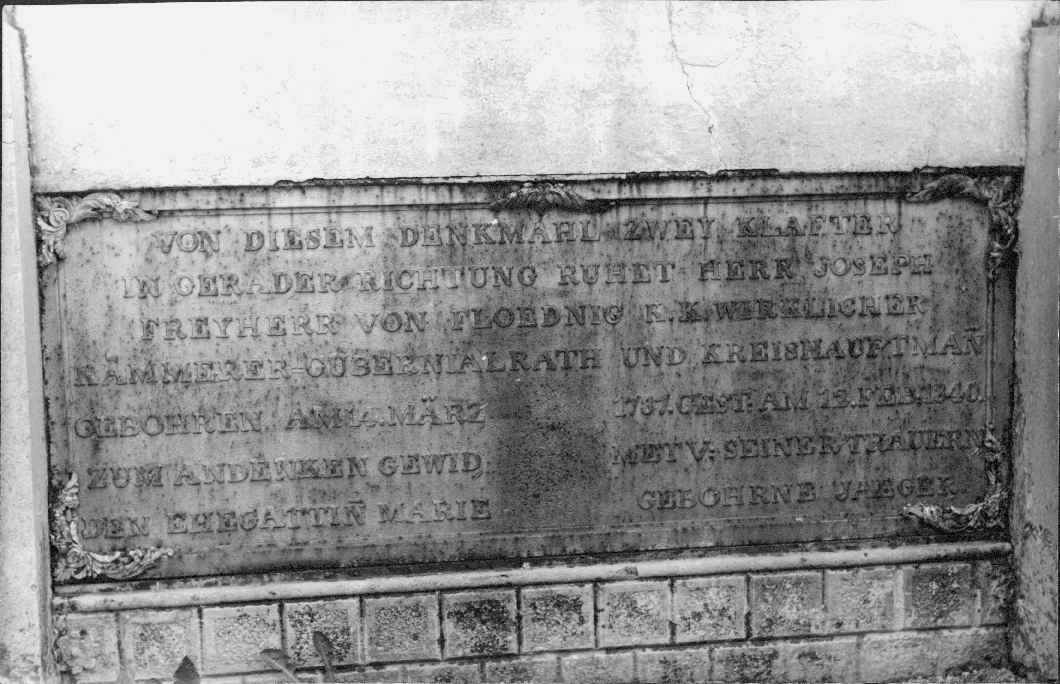 VON DIESEM DENKMAHL ZWEY KLAFTER
IN GERADER RICHTUNG RUHET HERR JOSEPH
FREYHERR VON FLOEDNIG K.K.WIRKLICHER
KÄMMERER-GUBERNIALRATH UND KREISHAUPTMAN̄
GEBOHREN AM 14. MÄRZ 1787. GEST: AM 12. FEB: 1840.
ZUM ANDENKEN GEWID, MET V: SEINER TRAUERN
DEN EHEGATTIN̄ MARIE GEBOHRNE JAEGER